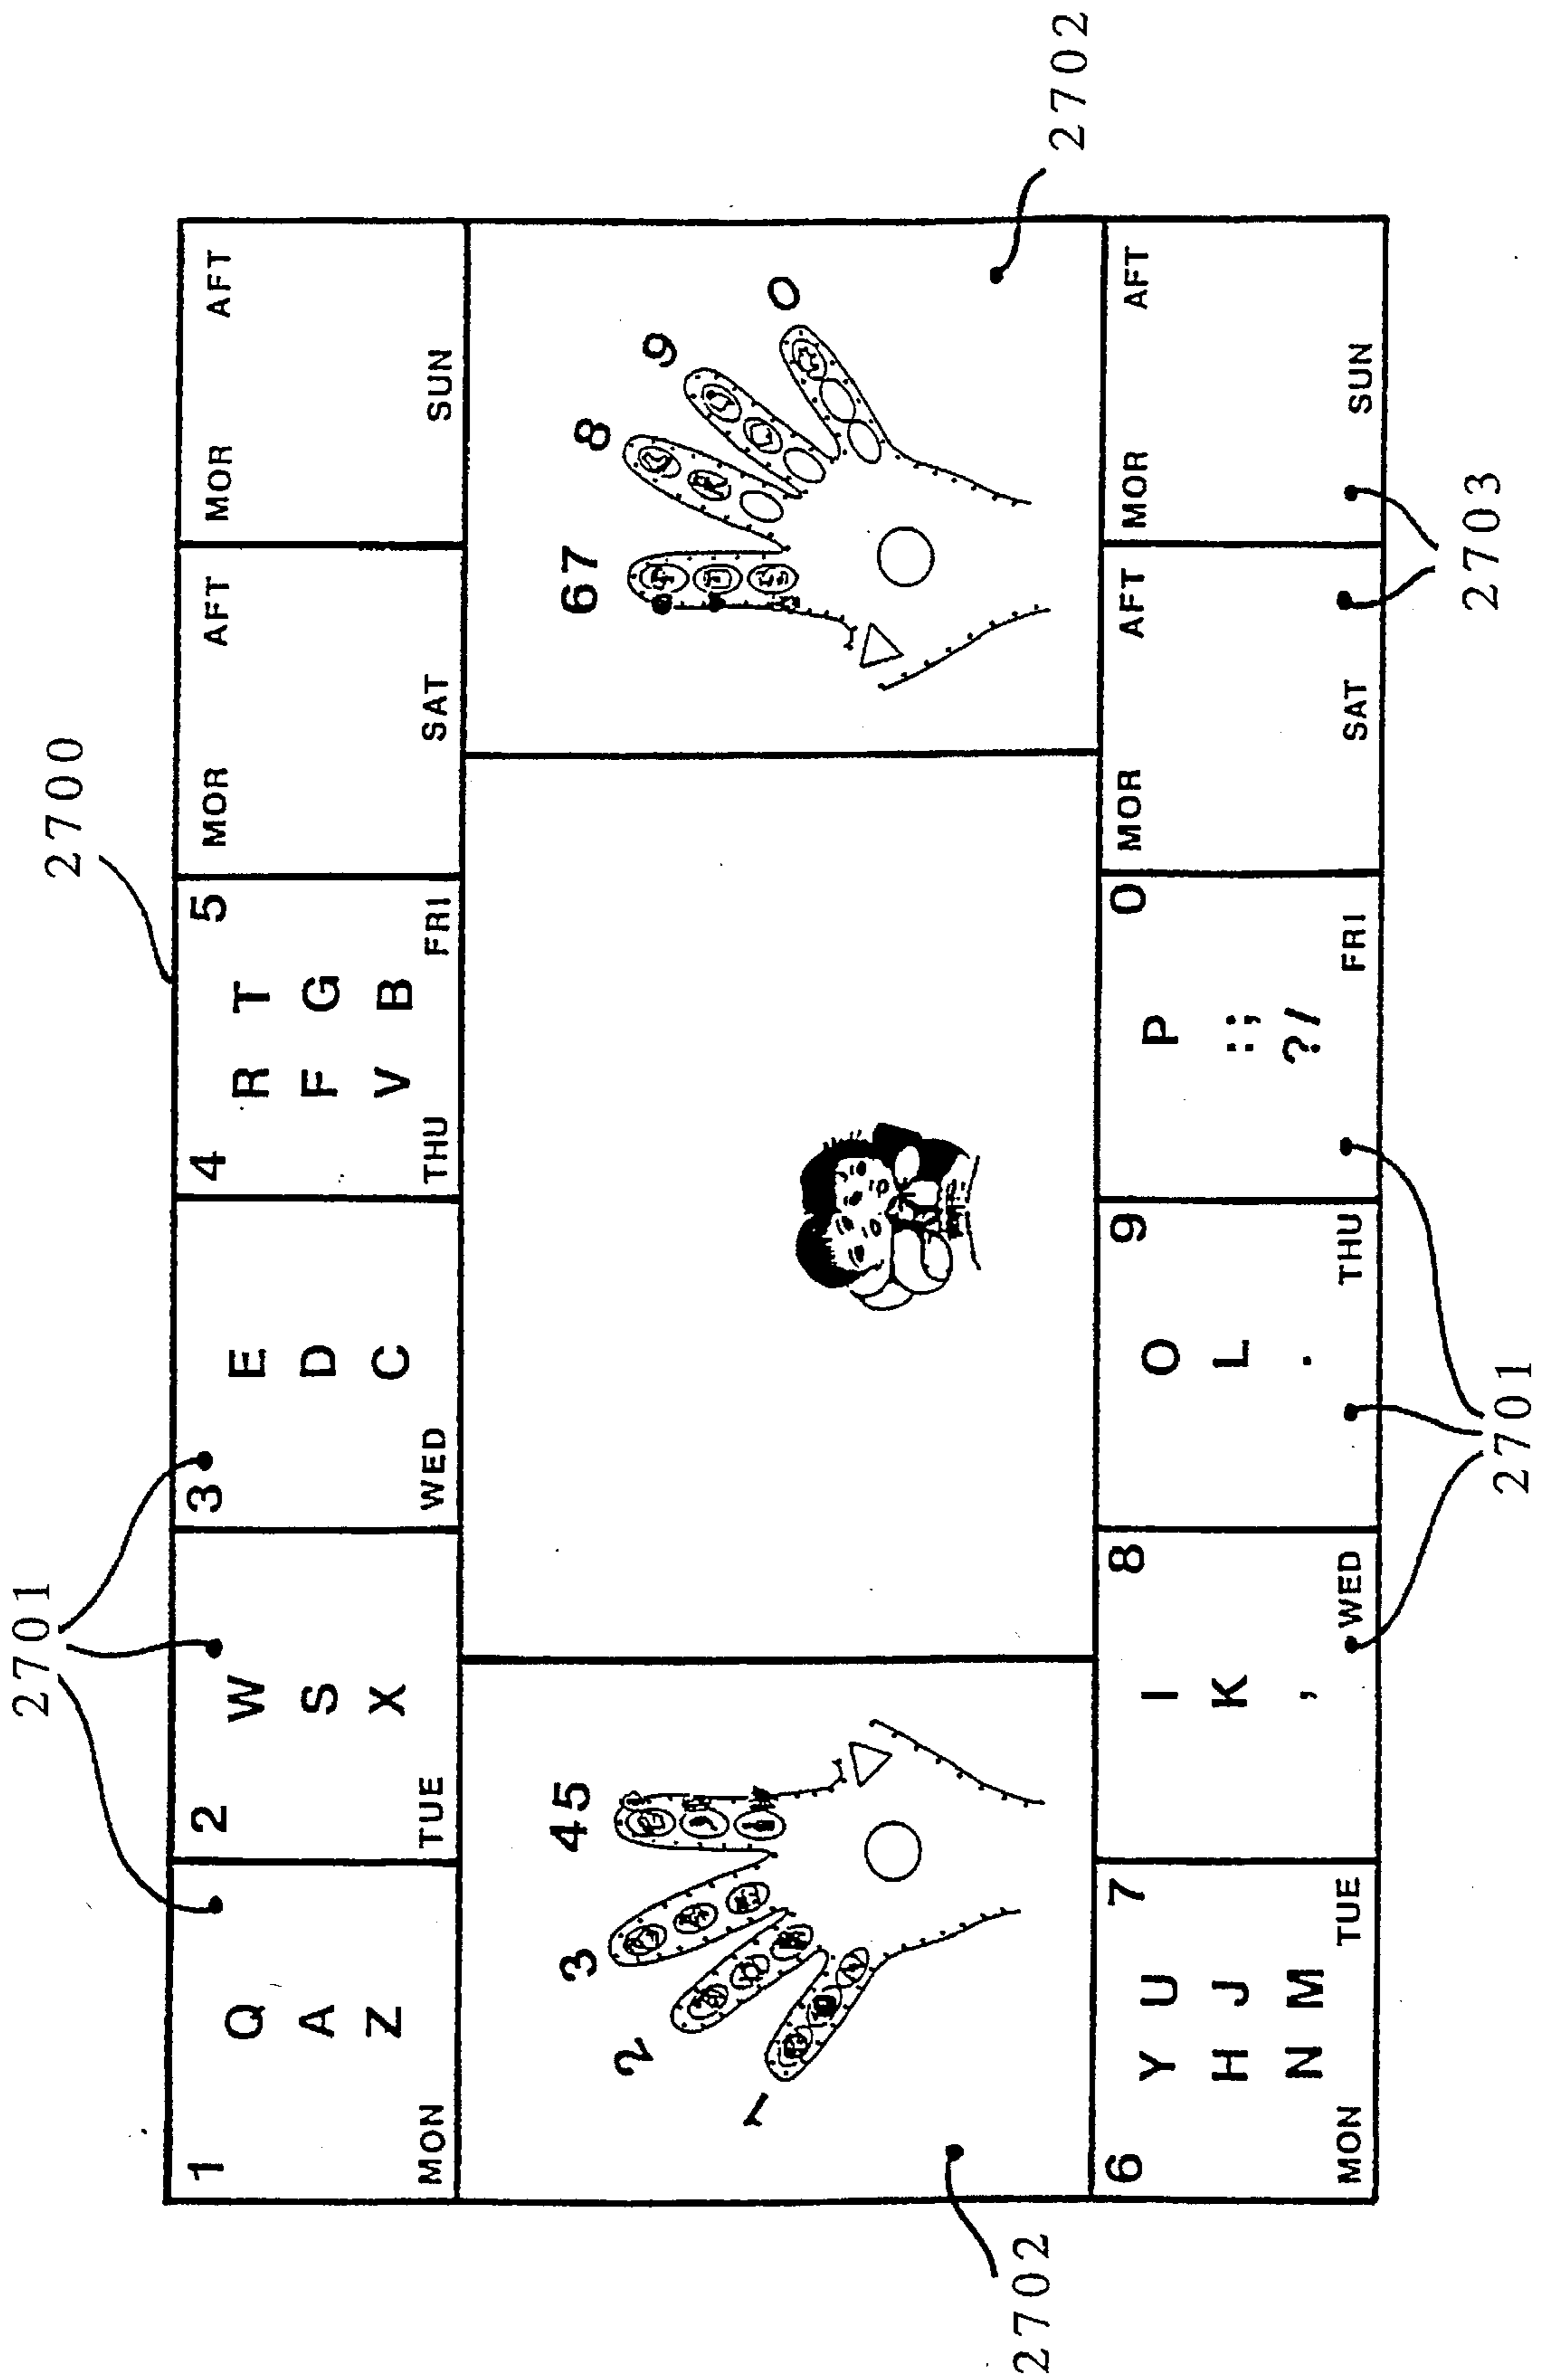 2701 2700
1 2 3 4 5 MOR AFT MOR AFT
Q W E R T
A S D F G
Z X C V B
MON TUE WED THU FRI SAT SUN
3 45 67 8
2 9
1 0
2702 2702
6 7 8 9 0 MOR AFT MOR AFT
Y U I O P
H J K L :;
N M , . ?/
MON TUE WED THU FRI SAT SUN
2701 2703